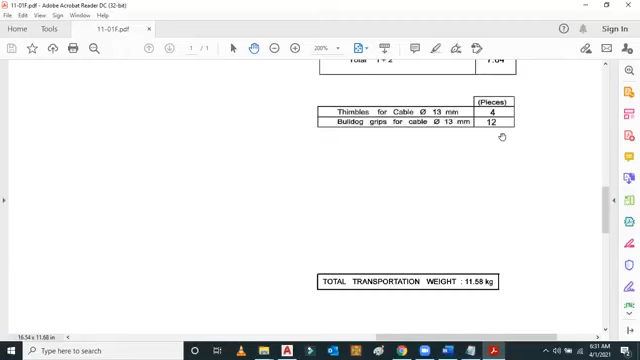 11-01F.pdf - Adobe Acrobat Reader DC (32-bit)
File Edit View Sign Window Help
Home Tools 11-01F.pdf × Sign In
1 / 1 200%
Total 1+2 7.64
(Pieces)
Thimbles for Cable Ø 13 mm 4
Bulldog grips for cable Ø 13 mm 12
TOTAL TRANSPORTATION WEIGHT : 11.58 kg
16.54 x 11.68 in
Type here to search
6:31 AM
4/1/2021